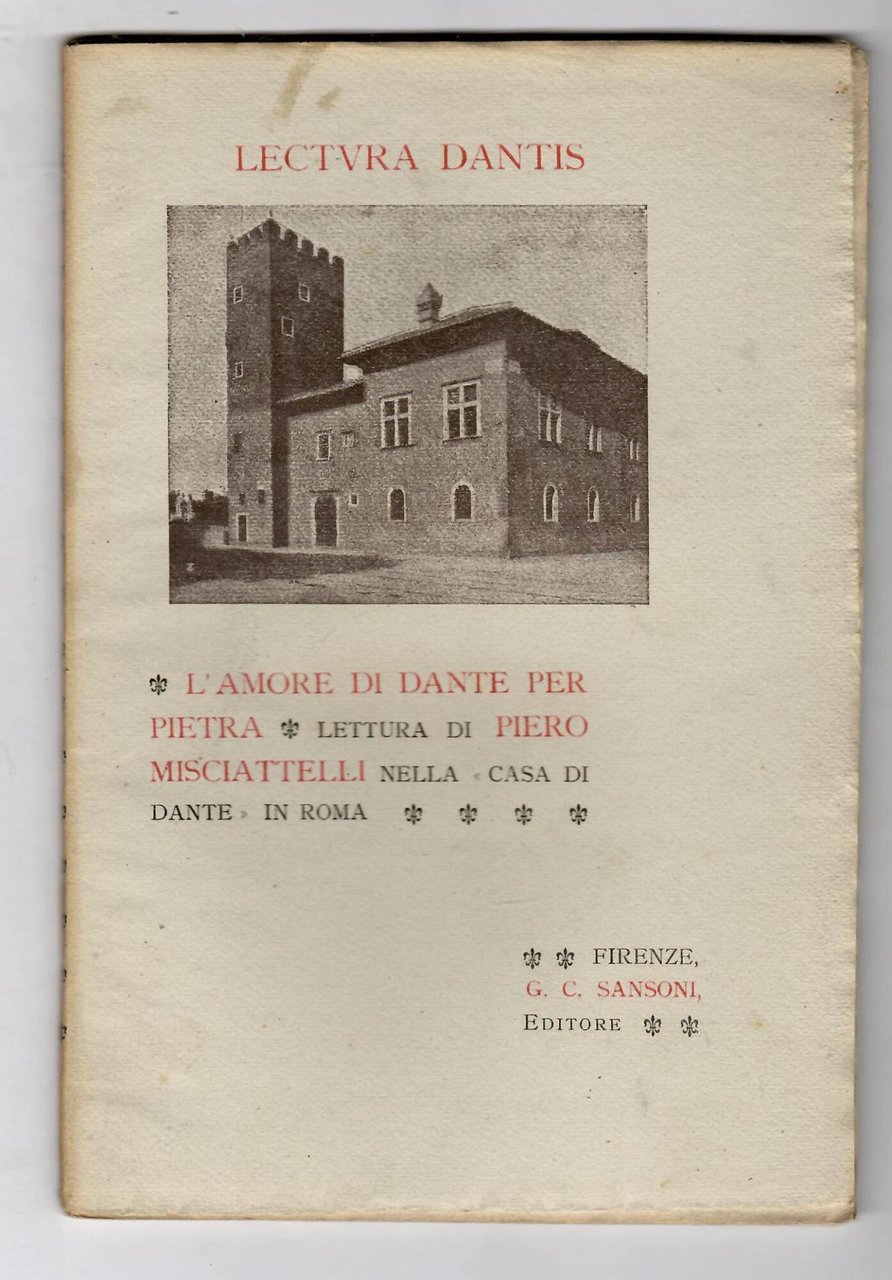 LECTVRA DANTIS
L'AMORE DI DANTE PER
PIETRA LETTURA DI PIERO
MISCIATTELLI NELLA «CASA DI
DANTE» IN ROMA
FIRENZE,
G. C. SANSONI,
EDITORE